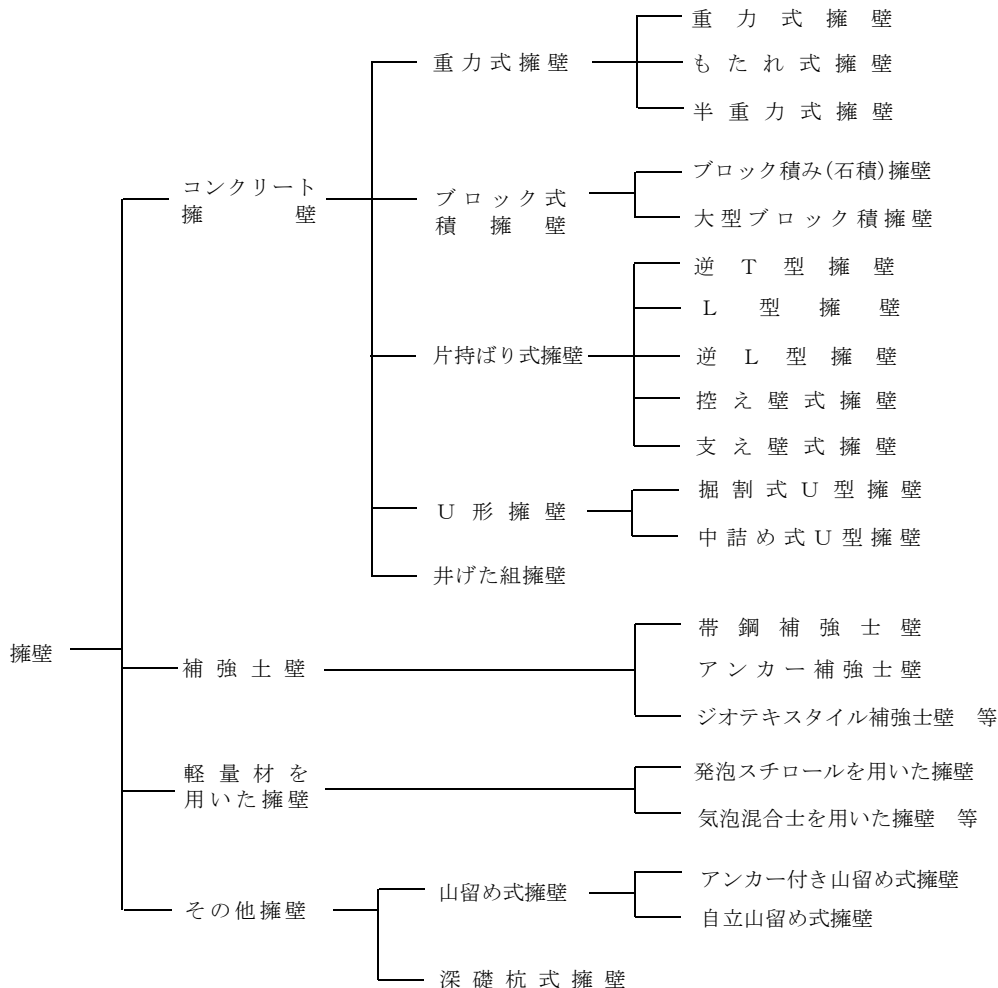 重力式擁壁
重力式擁壁
もたれ式擁壁
半重力式擁壁
コンクリート
擁壁
ブロック式
積擁壁
ブロック積み(石積)擁壁
大型ブロック積擁壁
片持ばり式擁壁
逆T型擁壁
L型擁壁
逆L型擁壁
控え壁式擁壁
支え壁式擁壁
U形擁壁
掘割式U型擁壁
中詰め式U型擁壁
井げた組擁壁
擁壁
補強土壁
帯鋼補強士壁
アンカー補強士壁
ジオテキスタイル補強士壁 等
軽量材を
用いた擁壁
発泡スチロールを用いた擁壁
気泡混合士を用いた擁壁 等
その他擁壁
山留め式擁壁
アンカー付き山留め式擁壁
自立山留め式擁壁
深礎杭式擁壁